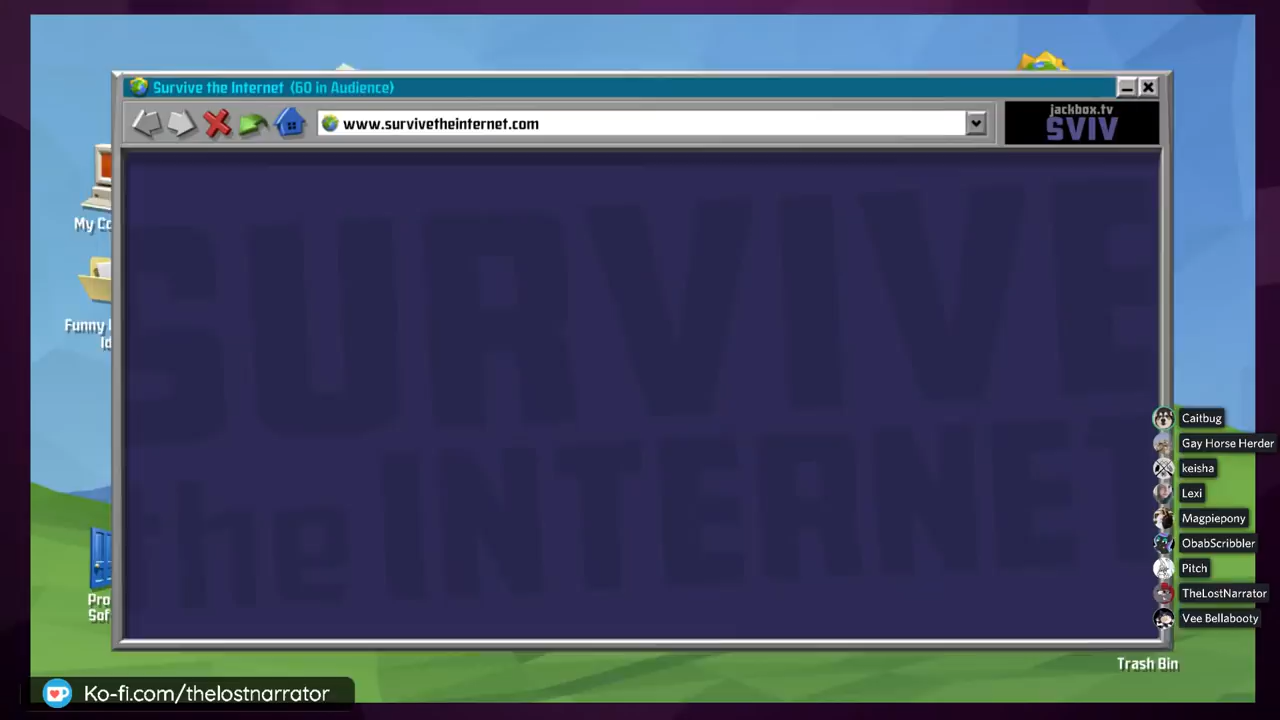 Survive the Internet (60 in Audience)
www.survivetheinternet.com
jackbox.tv
SVIV
SURVIVE
the INTERNET
My Co
Funny
Id
Pro
Sof
Trash Bin
Caitbug
Gay Horse Herder
keisha
Lexi
Magpiepony
ObabScribbler
Pitch
TheLostNarrator
Vee Bellabooty
Ko-fi.com/thelostnarrator